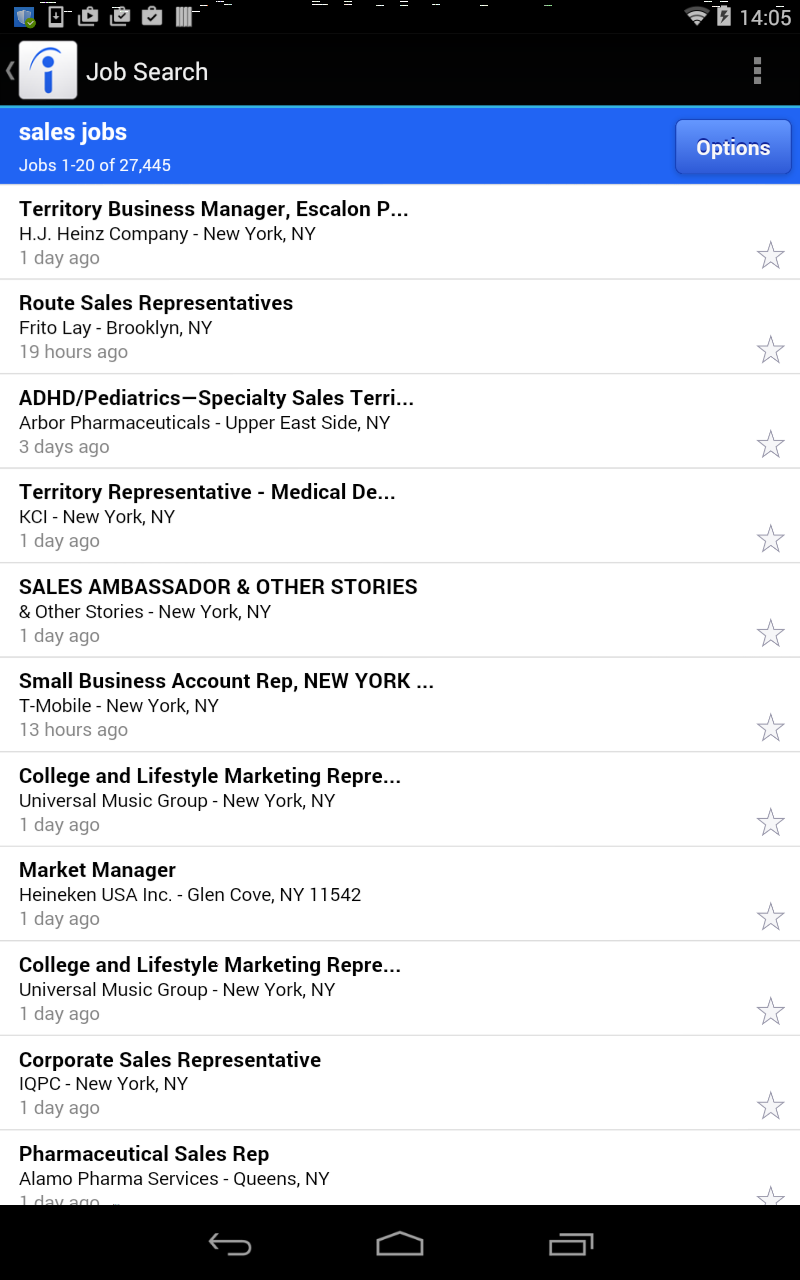 14:05
Job Search
sales jobs
Jobs 1-20 of 27,445
Options
Territory Business Manager, Escalon P...
H.J. Heinz Company - New York, NY
1 day ago
Route Sales Representatives
Frito Lay - Brooklyn, NY
19 hours ago
ADHD/Pediatrics—Specialty Sales Terri...
Arbor Pharmaceuticals - Upper East Side, NY
3 days ago
Territory Representative - Medical De...
KCI - New York, NY
1 day ago
SALES AMBASSADOR & OTHER STORIES
& Other Stories - New York, NY
1 day ago
Small Business Account Rep, NEW YORK ...
T-Mobile - New York, NY
13 hours ago
College and Lifestyle Marketing Repre...
Universal Music Group - New York, NY
1 day ago
Market Manager
Heineken USA Inc. - Glen Cove, NY 11542
1 day ago
College and Lifestyle Marketing Repre...
Universal Music Group - New York, NY
1 day ago
Corporate Sales Representative
IQPC - New York, NY
1 day ago
Pharmaceutical Sales Rep
Alamo Pharma Services - Queens, NY
1 day ago